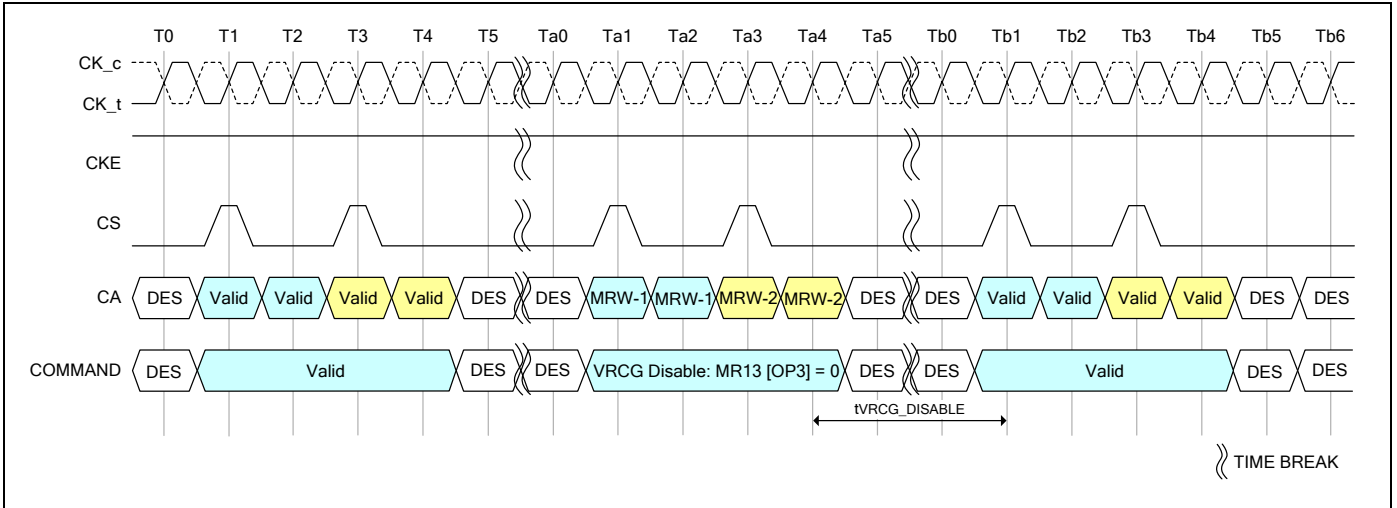 T0 T1 T2 T3 T4 T5 Ta0 Ta1 Ta2 Ta3 Ta4 Ta5 Tb0 Tb1 Tb2 Tb3 Tb4 Tb5 Tb6
CK_c
CK_t
CKE
CS
CA DES Valid Valid Valid Valid DES DES MRW-1 MRW-1 MRW-2 MRW-2 DES DES Valid Valid Valid Valid DES DES
COMMAND DES Valid DES DES VRCG Disable: MR13 [OP3] = 0 DES DES Valid DES DES
tVRCG_DISABLE
TIME BREAK